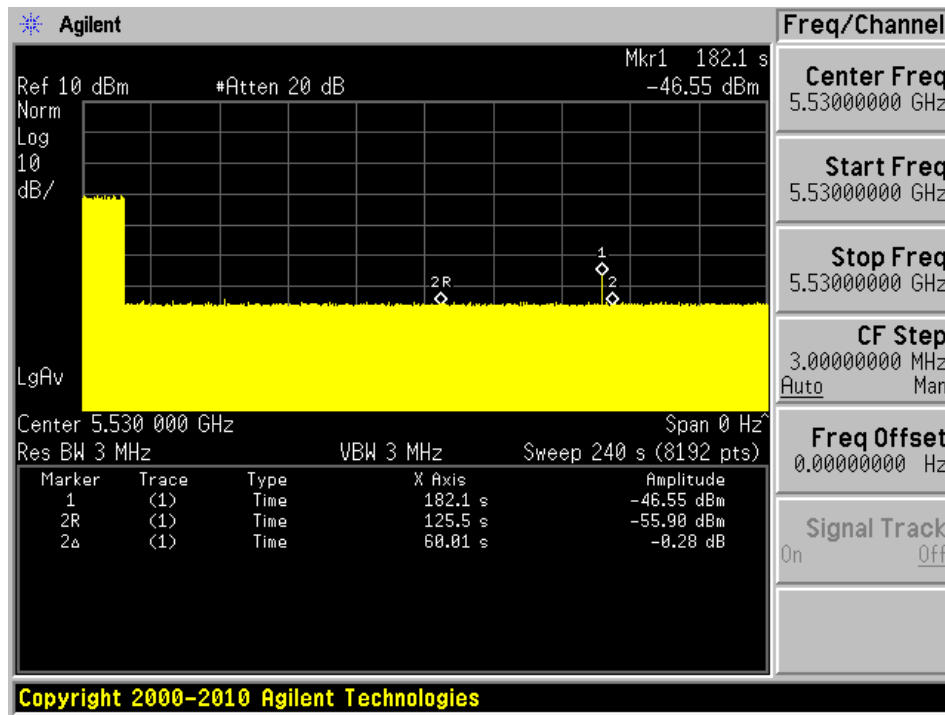 Agilent
Freq/Channel
Mkr1 182.1 s
Ref 10 dBm #Atten 20 dB -46.55 dBm
Norm
Log
10
dB/
1
2R
2
LgAv
Center 5.530 000 GHz Span 0 Hz^
Res BW 3 MHz VBW 3 MHz Sweep 240 s (8192 pts)
Marker Trace Type X Axis Amplitude
1 (1) Time 182.1 s -46.55 dBm
2R (1) Time 125.5 s -55.90 dBm
2△ (1) Time 60.01 s -0.28 dB
Center Freq
5.53000000 GHz
Start Freq
5.53000000 GHz
Stop Freq
5.53000000 GHz
CF Step
3.00000000 MHz
Auto Man
Freq Offset
0.00000000 Hz
Signal Track
On Off
Copyright 2000-2010 Agilent Technologies